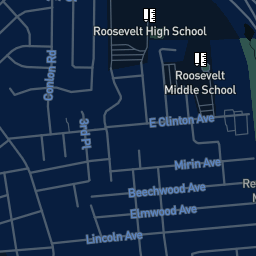 Roosevelt High School
Roosevelt
Middle School
Conlon Rd
3rd Pl
E Clinton Ave
Mirin Ave
Beechwood Ave
Elmwood Ave
Lincoln Ave